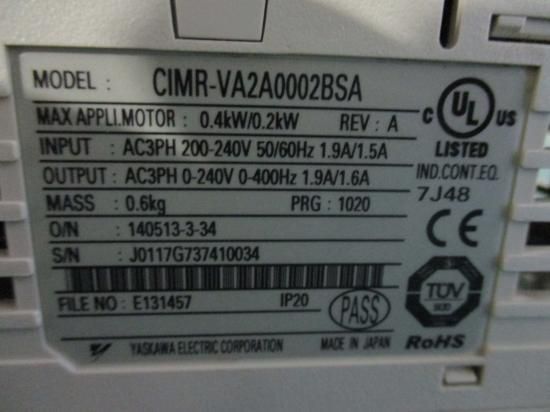 MODEL : CIMR-VA2A0002BSA
MAX APPLI.MOTOR : 0.4kW/0.2kW REV : A
INPUT : AC3PH 200-240V 50/60Hz 1.9A/1.5A
OUTPUT : AC3PH 0-240V 0-400Hz 1.9A/1.6A
MASS : 0.6kg PRG : 1020
O/N : 140513-3-34
S/N : J0117G737410034
FILE NO : E131457 IP20
PASS
YASKAWA ELECTRIC CORPORATION MADE IN JAPAN
C UL US
LISTED
IND.CONT.EQ.
7J48
CE
TÜV
RoHS